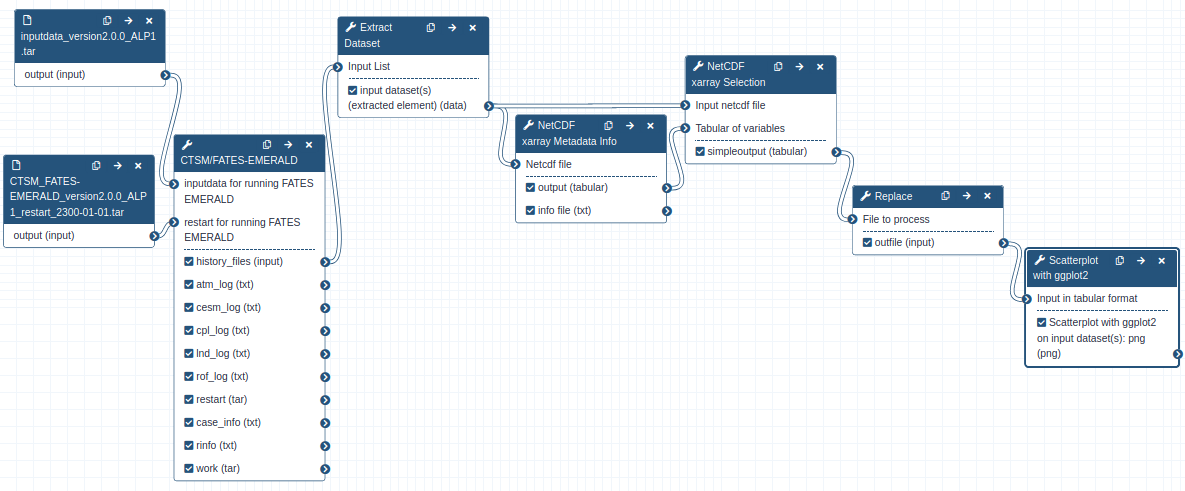 inputdata_version2.0.0_ALP1
.tar
output (input)
CTSM_FATES-
EMERALD_version2.0.0_ALP
1_restart_2300-01-01.tar
output (input)
CTSM/FATES-EMERALD
inputdata for running FATES
EMERALD
restart for running FATES
EMERALD
history_files (input)
atm_log (txt)
cesm_log (txt)
cpl_log (txt)
lnd_log (txt)
rof_log (txt)
restart (tar)
case_info (txt)
rinfo (txt)
work (tar)
Extract
Dataset
Input List
input dataset(s)
(extracted element) (data)
NetCDF
xarray Metadata Info
Netcdf file
output (tabular)
info file (txt)
NetCDF
xarray Selection
Input netcdf file
Tabular of variables
simpleoutput (tabular)
Replace
File to process
outfile (input)
Scatterplot
with ggplot2
Input in tabular format
Scatterplot with ggplot2
on input dataset(s): png
(png)